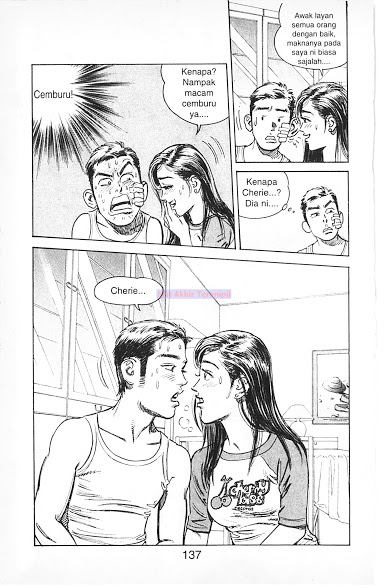 Awak layan
semua orang
dengan baik,
maknanya pada
saya ni biasa
sajalah....
Kenapa?
Nampak
macam
cemburu
ya....
Cemburu!
Kenapa
Cherie...?
Dia ni....
Cherie...
137